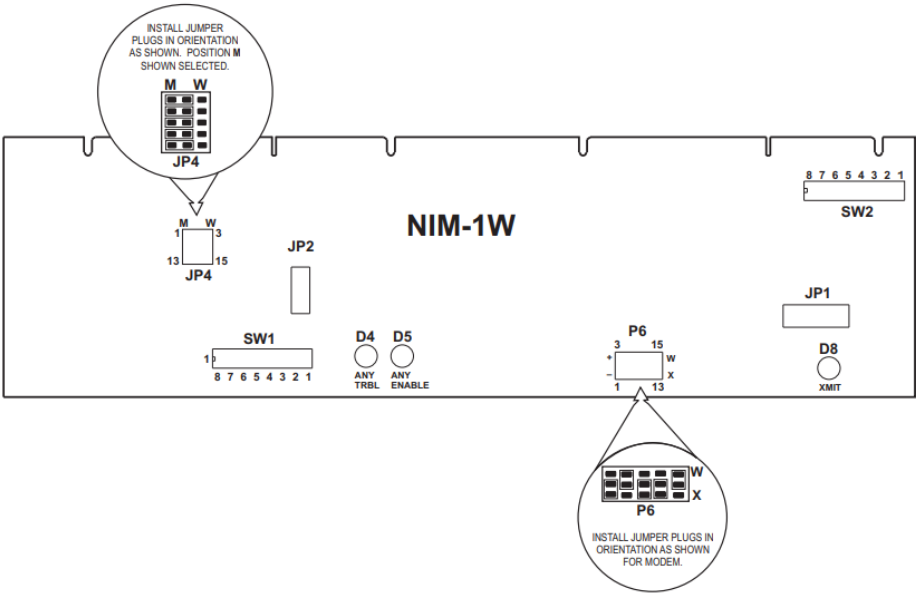 INSTALL JUMPER
PLUGS IN ORIENTATION
AS SHOWN. POSITION M
SHOWN SELECTED.
M W
JP4
M W
1 3
13 15
JP4
JP2
NIM-1W
8 7 6 5 4 3 2 1
SW2
JP1
SW1
1
8 7 6 5 4 3 2 1
D4 D5
ANY ANY
TRBL ENABLE
P6
3 15
+ W
– X
1 13
D8
XMIT
W
X
P6
INSTALL JUMPER PLUGS IN
ORIENTATION AS SHOWN
FOR MODEM.